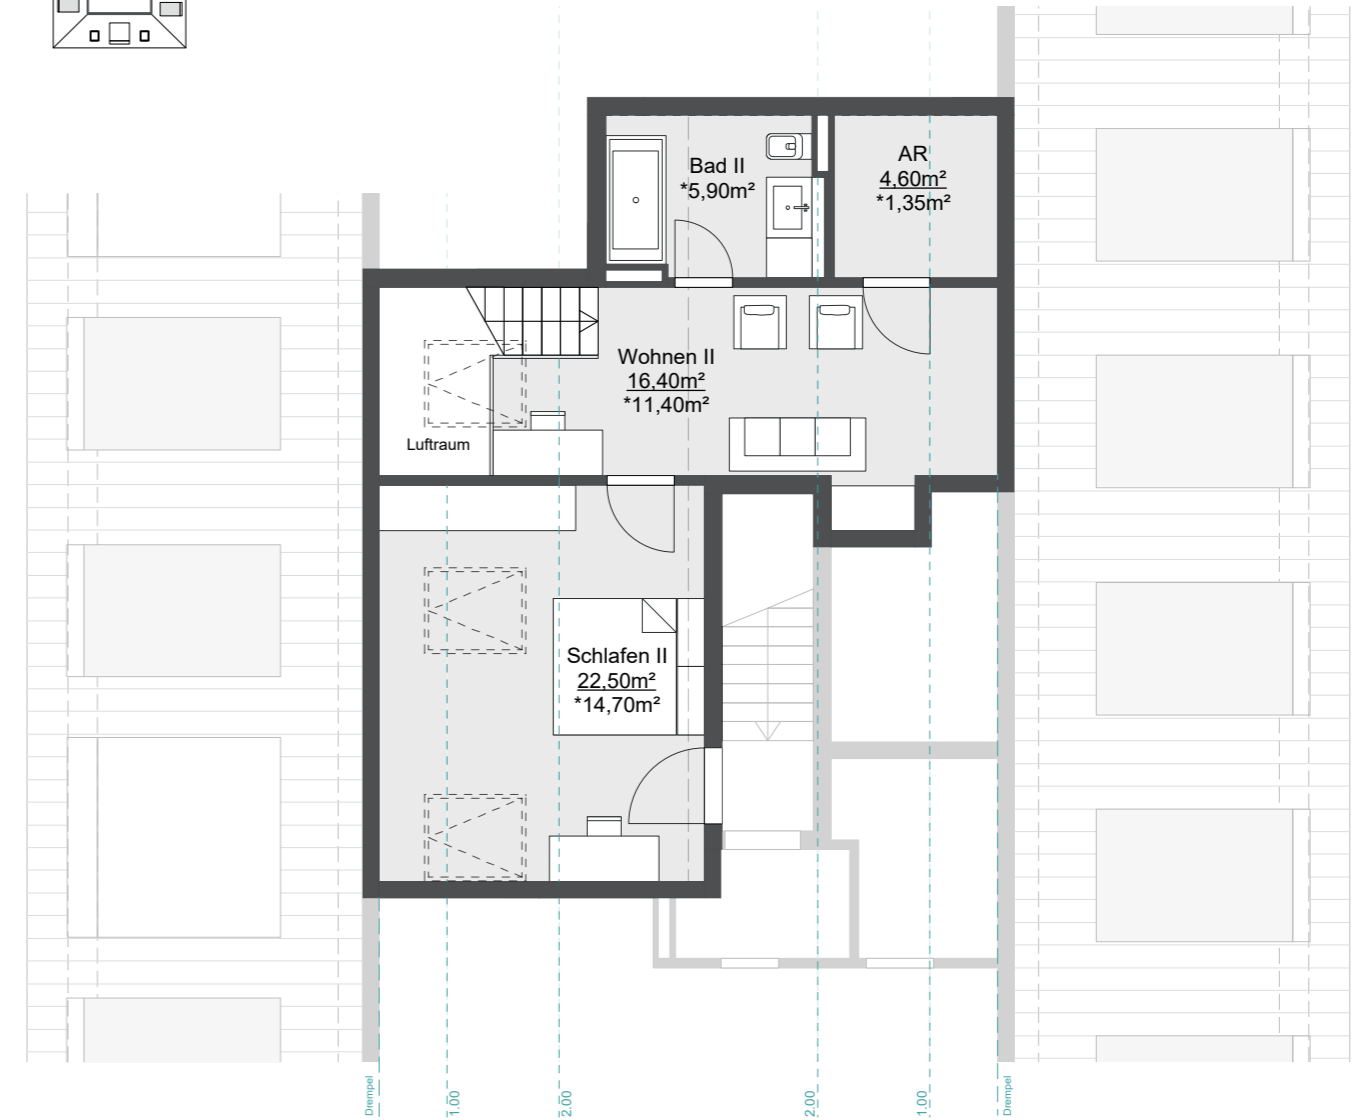 Bad II
*5,90m²
AR
4,60m²
*1,35m²
Wohnen II
16,40m²
*11,40m²
Luftraum
Schlafen II
22,50m²
*14,70m²
Drempel
1.00
2.00
2.00
1.00
Drempel